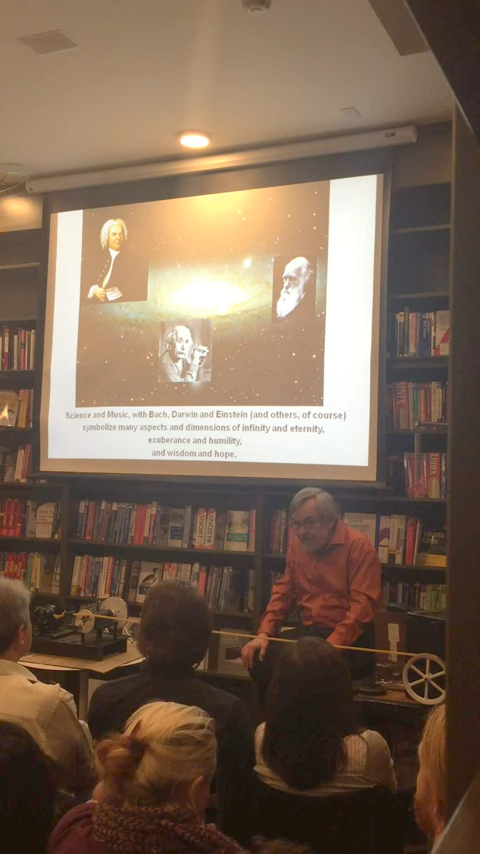 Science and Music, with Bach, Darwin and Einstein (and others, of course)
symbolize many aspects and dimensions of infinity and eternity,
exuberance and humility,
and wisdom and hope.